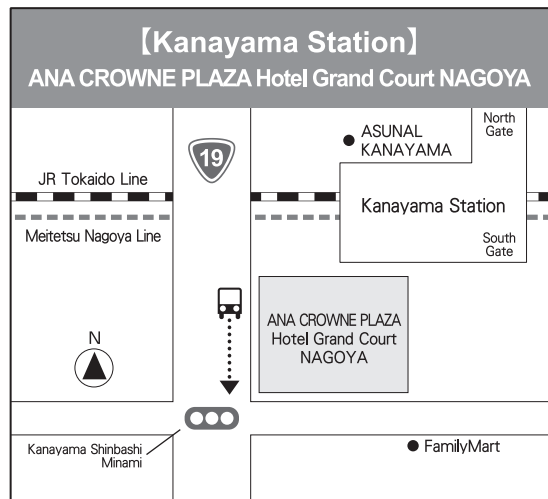 【Kanayama Station】
ANA CROWNE PLAZA Hotel Grand Court NAGOYA
North
Gate
ASUNAL
KANAYAMA
19
JR Tokaido Line
Kanayama Station
Meitetsu Nagoya Line
South
Gate
ANA CROWNE PLAZA
Hotel Grand Court
NAGOYA
N
Kanayama Shinbashi
Minami
FamilyMart